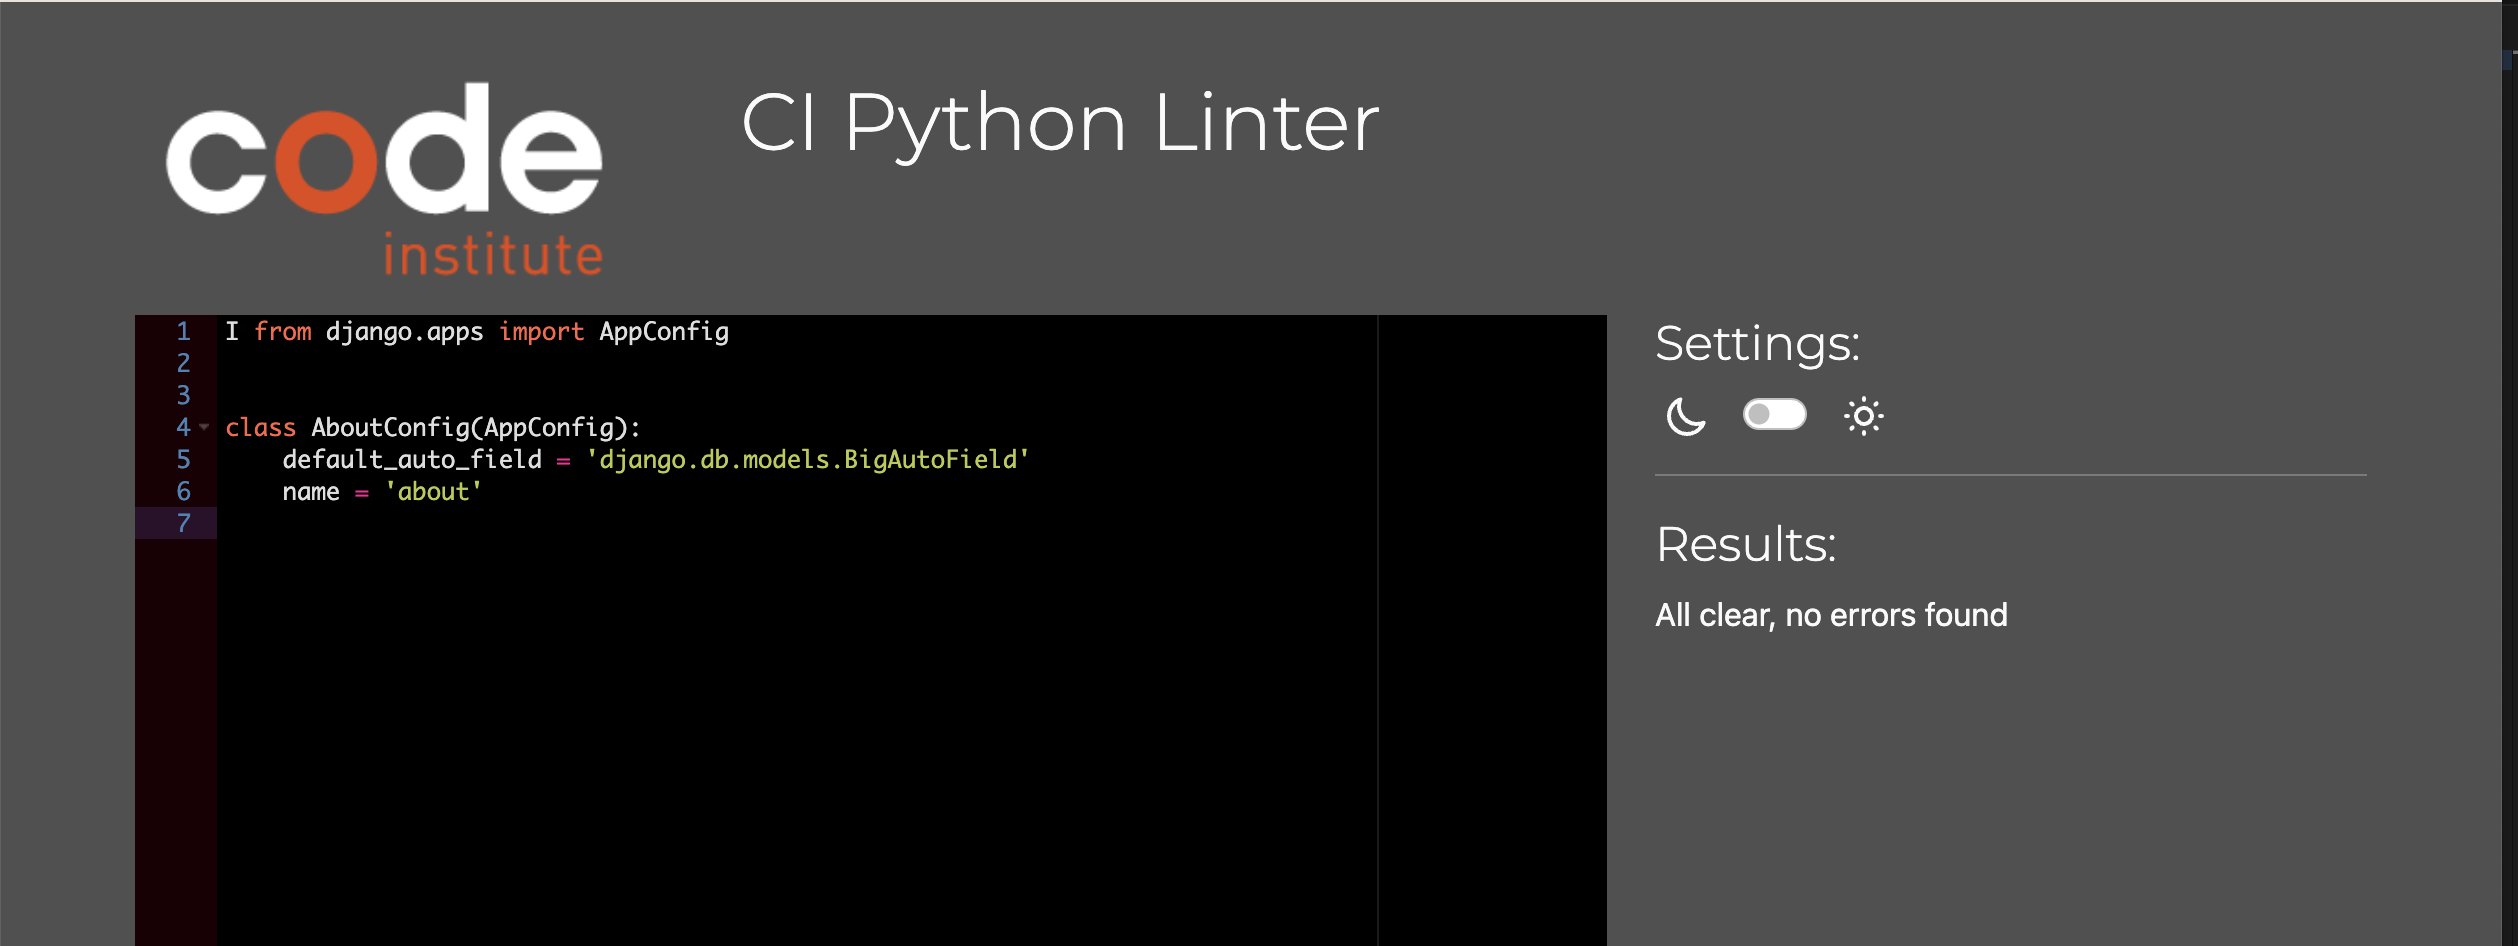 code
institute
CI Python Linter
1 I from django.apps import AppConfig
2
3
4 class AboutConfig(AppConfig):
5     default_auto_field = 'django.db.models.BigAutoField'
6     name = 'about'
7
Settings:
Results:
All clear, no errors found